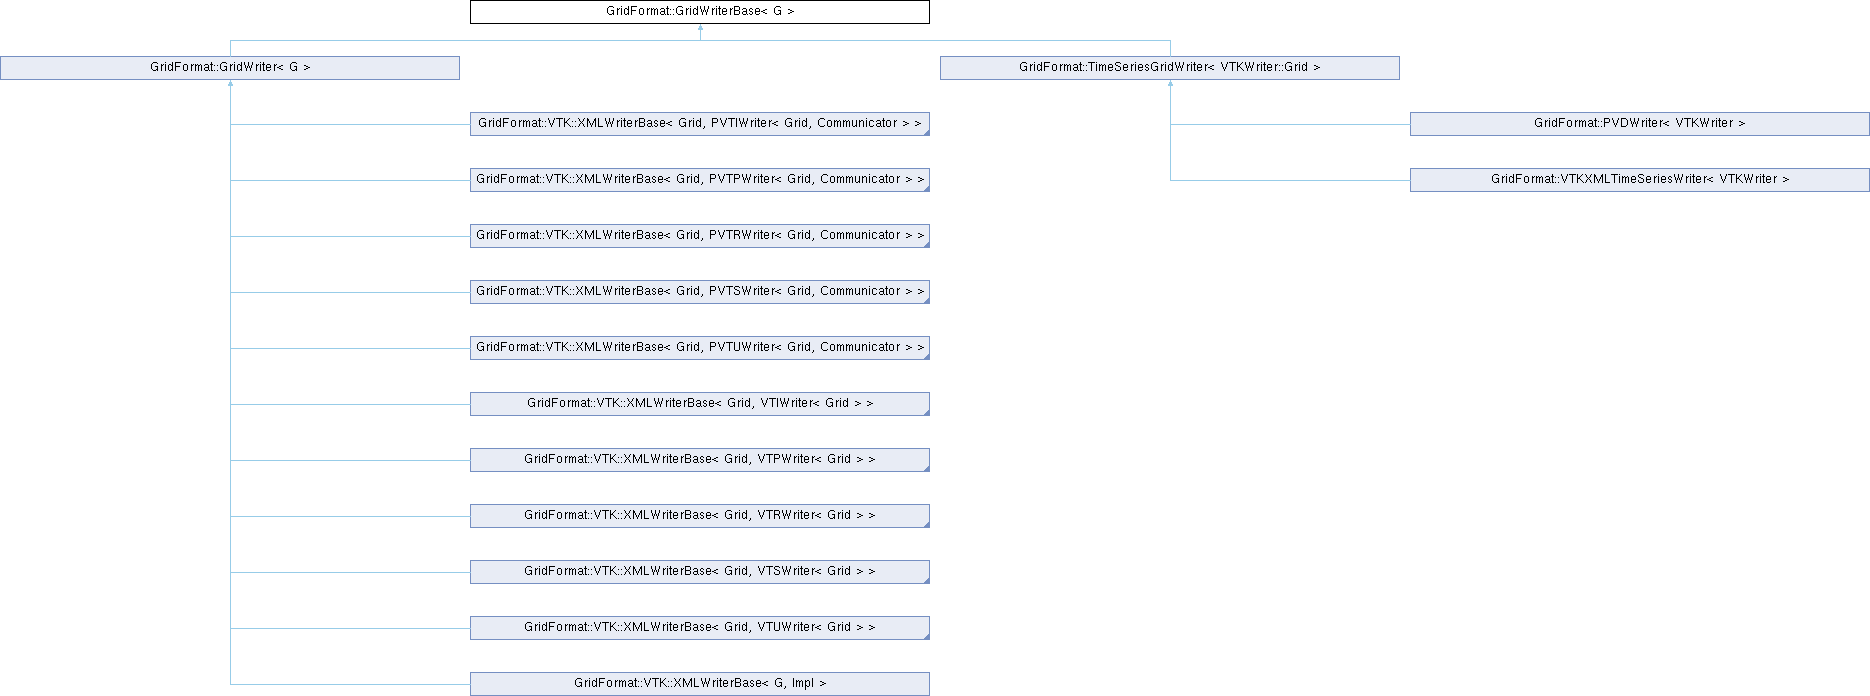 GridFormat::GridWriterBase< G >
GridFormat::GridWriter< G >
GridFormat::TimeSeriesGridWriter< VTKWriter::Grid >
GridFormat::VTK::XMLWriterBase< Grid, PVTIWriter< Grid, Communicator > >
GridFormat::PVDWriter< VTKWriter >
GridFormat::VTK::XMLWriterBase< Grid, PVTPWriter< Grid, Communicator > >
GridFormat::VTKXMLTimeSeriesWriter< VTKWriter >
GridFormat::VTK::XMLWriterBase< Grid, PVTRWriter< Grid, Communicator > >
GridFormat::VTK::XMLWriterBase< Grid, PVTSWriter< Grid, Communicator > >
GridFormat::VTK::XMLWriterBase< Grid, PVTUWriter< Grid, Communicator > >
GridFormat::VTK::XMLWriterBase< Grid, VTIWriter< Grid > >
GridFormat::VTK::XMLWriterBase< Grid, VTPWriter< Grid > >
GridFormat::VTK::XMLWriterBase< Grid, VTRWriter< Grid > >
GridFormat::VTK::XMLWriterBase< Grid, VTSWriter< Grid > >
GridFormat::VTK::XMLWriterBase< Grid, VTUWriter< Grid > >
GridFormat::VTK::XMLWriterBase< G, Impl >